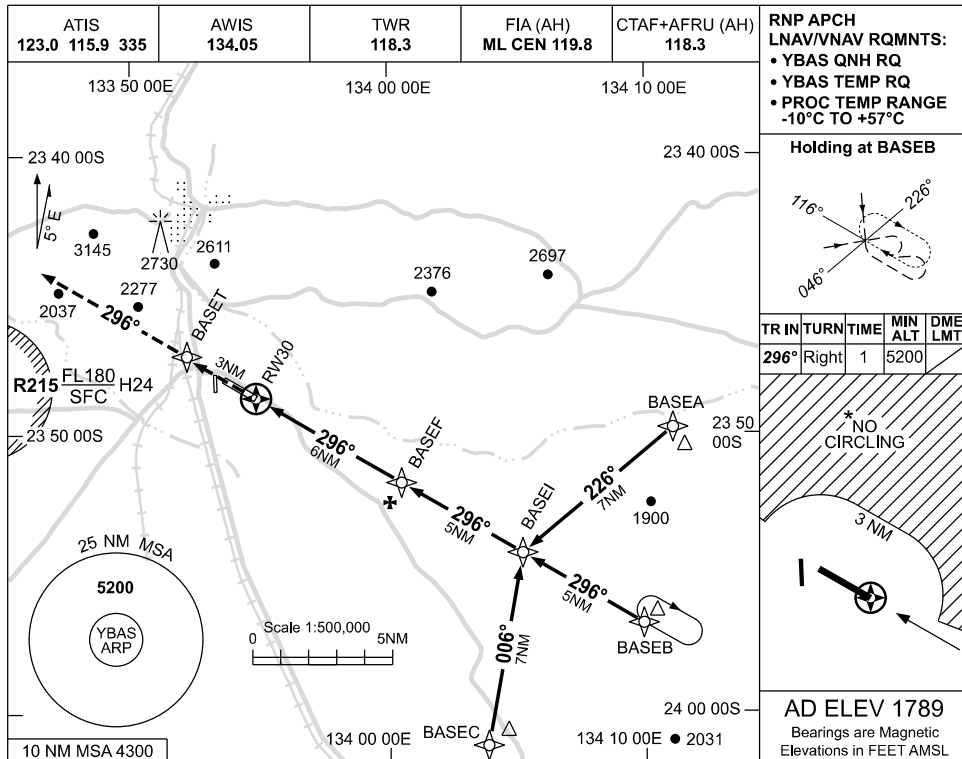 ATIS
123.0 115.9 335
AWIS
134.05
TWR
118.3
FIA (AH)
ML CEN 119.8
CTAF+AFRU (AH)
118.3
RNP APCH
LNAV/VNAV RQMNTS:
• YBAS QNH RQ
• YBAS TEMP RQ
• PROC TEMP RANGE
-10°C TO +57°C
133 50 00E
134 00 00E
134 10 00E
23 40 00S
23 40 00S
5° E
3145
2730
2611
2376
2697
2037
2277
296°
BASET
3NM
RW30
R215 FL180 H24
SFC
23 50 00S
23 50
00S
296°
6NM
BASEF
BASEA
226°
7NM
BASEI
296°
5NM
1900
296°
5NM
BASEB
006°
7NM
BASEC
25 NM MSA
5200
YBAS
ARP
Scale 1:500,000
0
5NM
24 00 00S
134 00 00E
134 10 00E
2031
10 NM MSA 4300
Holding at BASEB
116°
226°
046°
TR IN
TURN
TIME
MIN
ALT
DME
LMT
296°
Right
1
5200
*NO
CIRCLING
3 NM
AD ELEV 1789
Bearings are Magnetic
Elevations in FEET AMSL